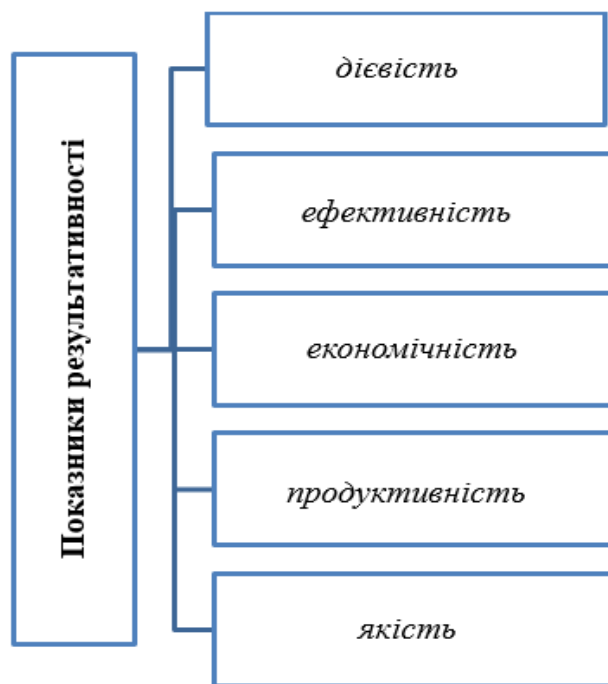 Показники результативності
дієвість
ефективність
економічність
продуктивність
якість